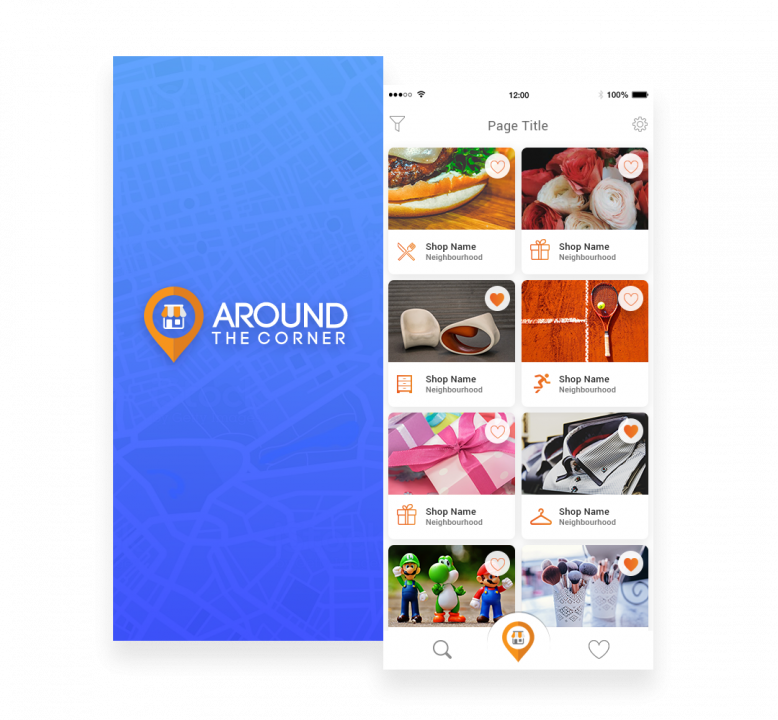 AROUND
THE CORNER
12:00
100%
Page Title
Shop Name
Neighbourhood
Shop Name
Neighbourhood
Shop Name
Neighbourhood
Shop Name
Neighbourhood
Shop Name
Neighbourhood
Shop Name
Neighbourhood